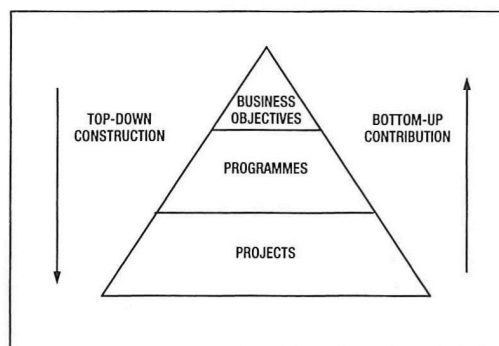 TOP-DOWN
CONSTRUCTION
BUSINESS
OBJECTIVES
BOTTOM-UP
CONTRIBUTION
PROGRAMMES
PROJECTS